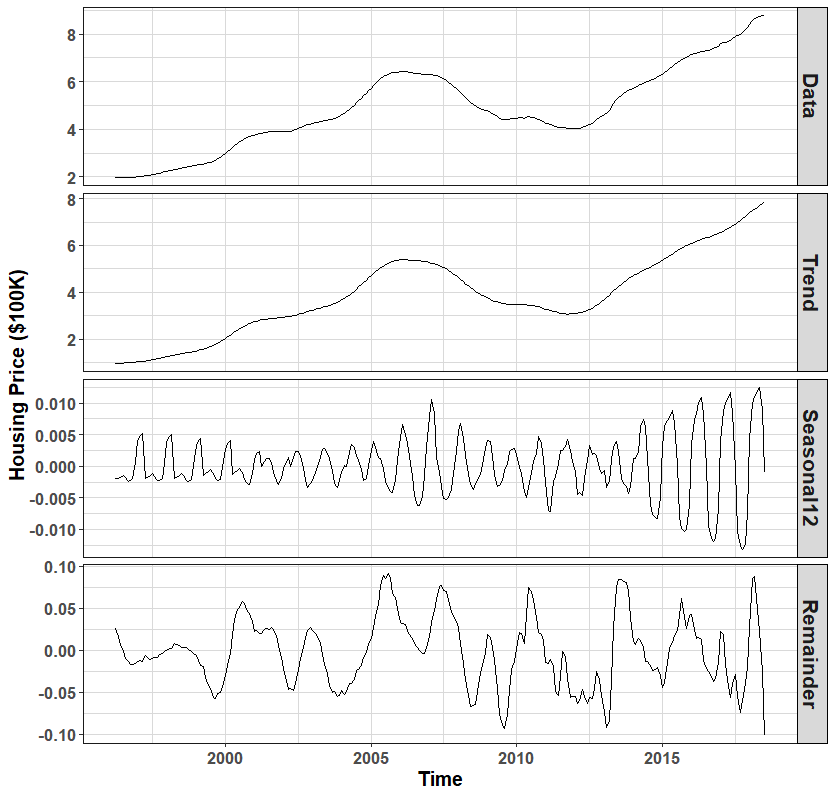 8
6
4
2
Data
8
6
4
2
Trend
0.010
0.005
0.000
-0.005
-0.010
Seasonal12
0.10
0.05
0.00
-0.05
-0.10
Remainder
Housing Price ($100K)
2000 2005 2010 2015
Time